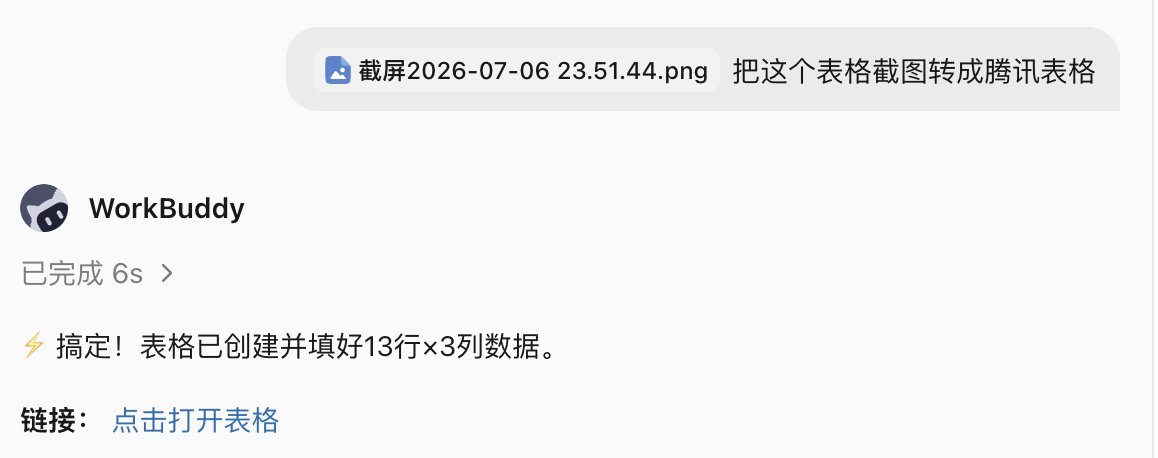 截屏2026-07-06 23.51.44.png 把这个表格截图转成腾讯表格
WorkBuddy
已完成 6s >
⚡ 搞定！表格已创建并填好13行×3列数据。
链接： 点击打开表格